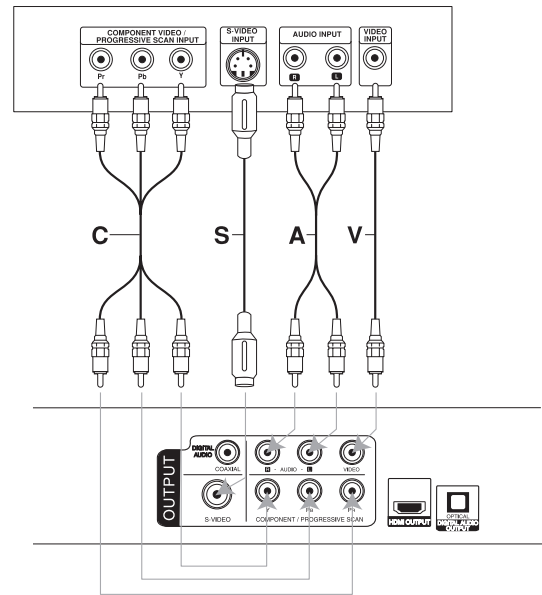 COMPONENT VIDEO /
PROGRESSIVE SCAN INPUT
Pr Pb Y
S-VIDEO
INPUT
AUDIO INPUT
R L
VIDEO
INPUT
C S A V
OUTPUT
DIGITAL
AUDIO
COAXIAL
R - AUDIO - L
VIDEO
S-VIDEO
COMPONENT / PROGRESSIVE SCAN
HDMI OUTPUT
OPTICAL
DIGITAL AUDIO
OUTPUT